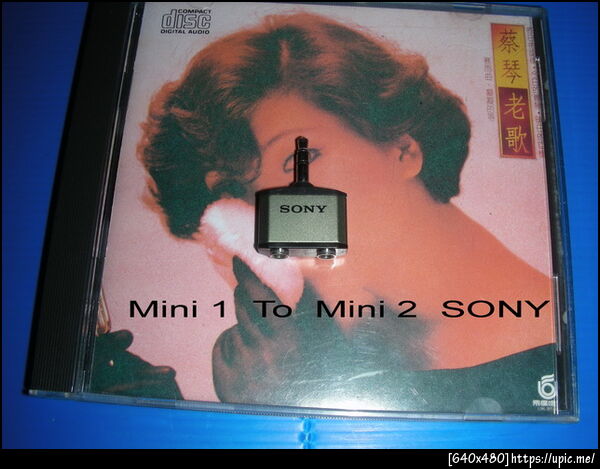 COMPACT
disc
DIGITAL AUDIO
蔡琴老歌
SONY
Mini 1 To Mini 2 SONY
[640x480]https://upic.me/